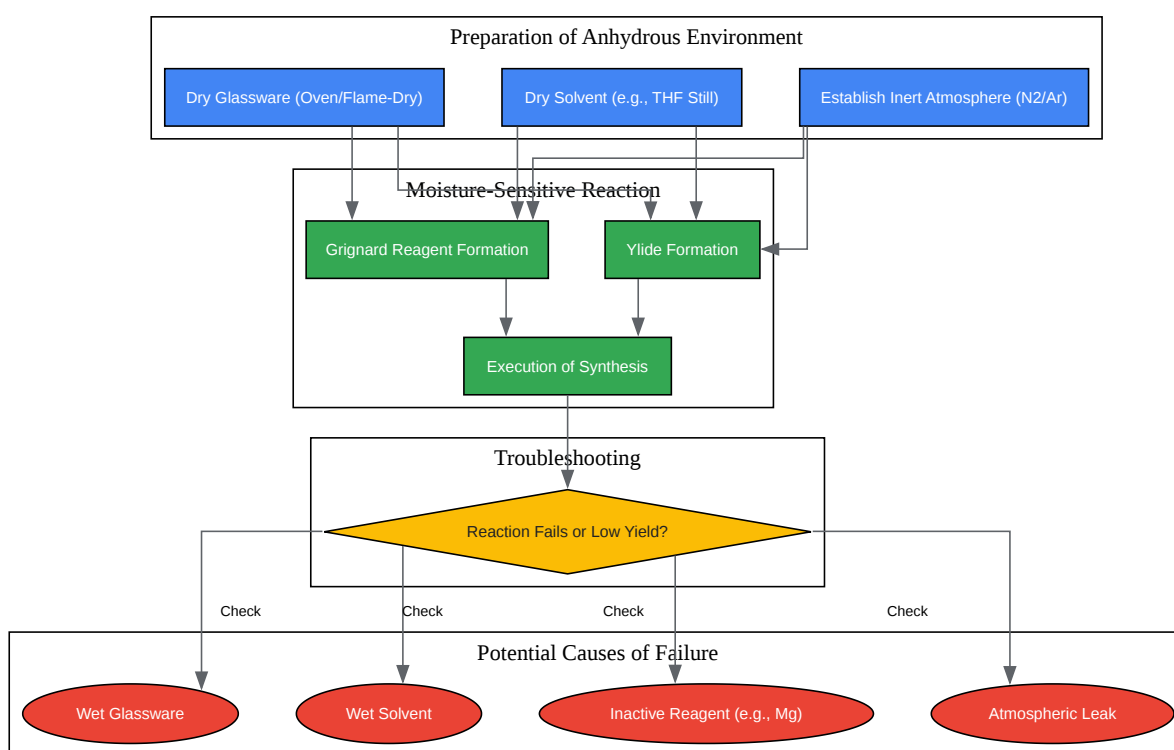 Preparation of Anhydrous Environment
Dry Glassware (Oven/Flame-Dry)
Dry Solvent (e.g., THF Still)
Establish Inert Atmosphere (N2/Ar)
Moisture-Sensitive Reaction
Grignard Reagent Formation
Ylide Formation
Execution of Synthesis
Troubleshooting
Reaction Fails or Low Yield?
Check
Check
Check
Check
Potential Causes of Failure
Wet Glassware
Wet Solvent
Inactive Reagent (e.g., Mg)
Atmospheric Leak